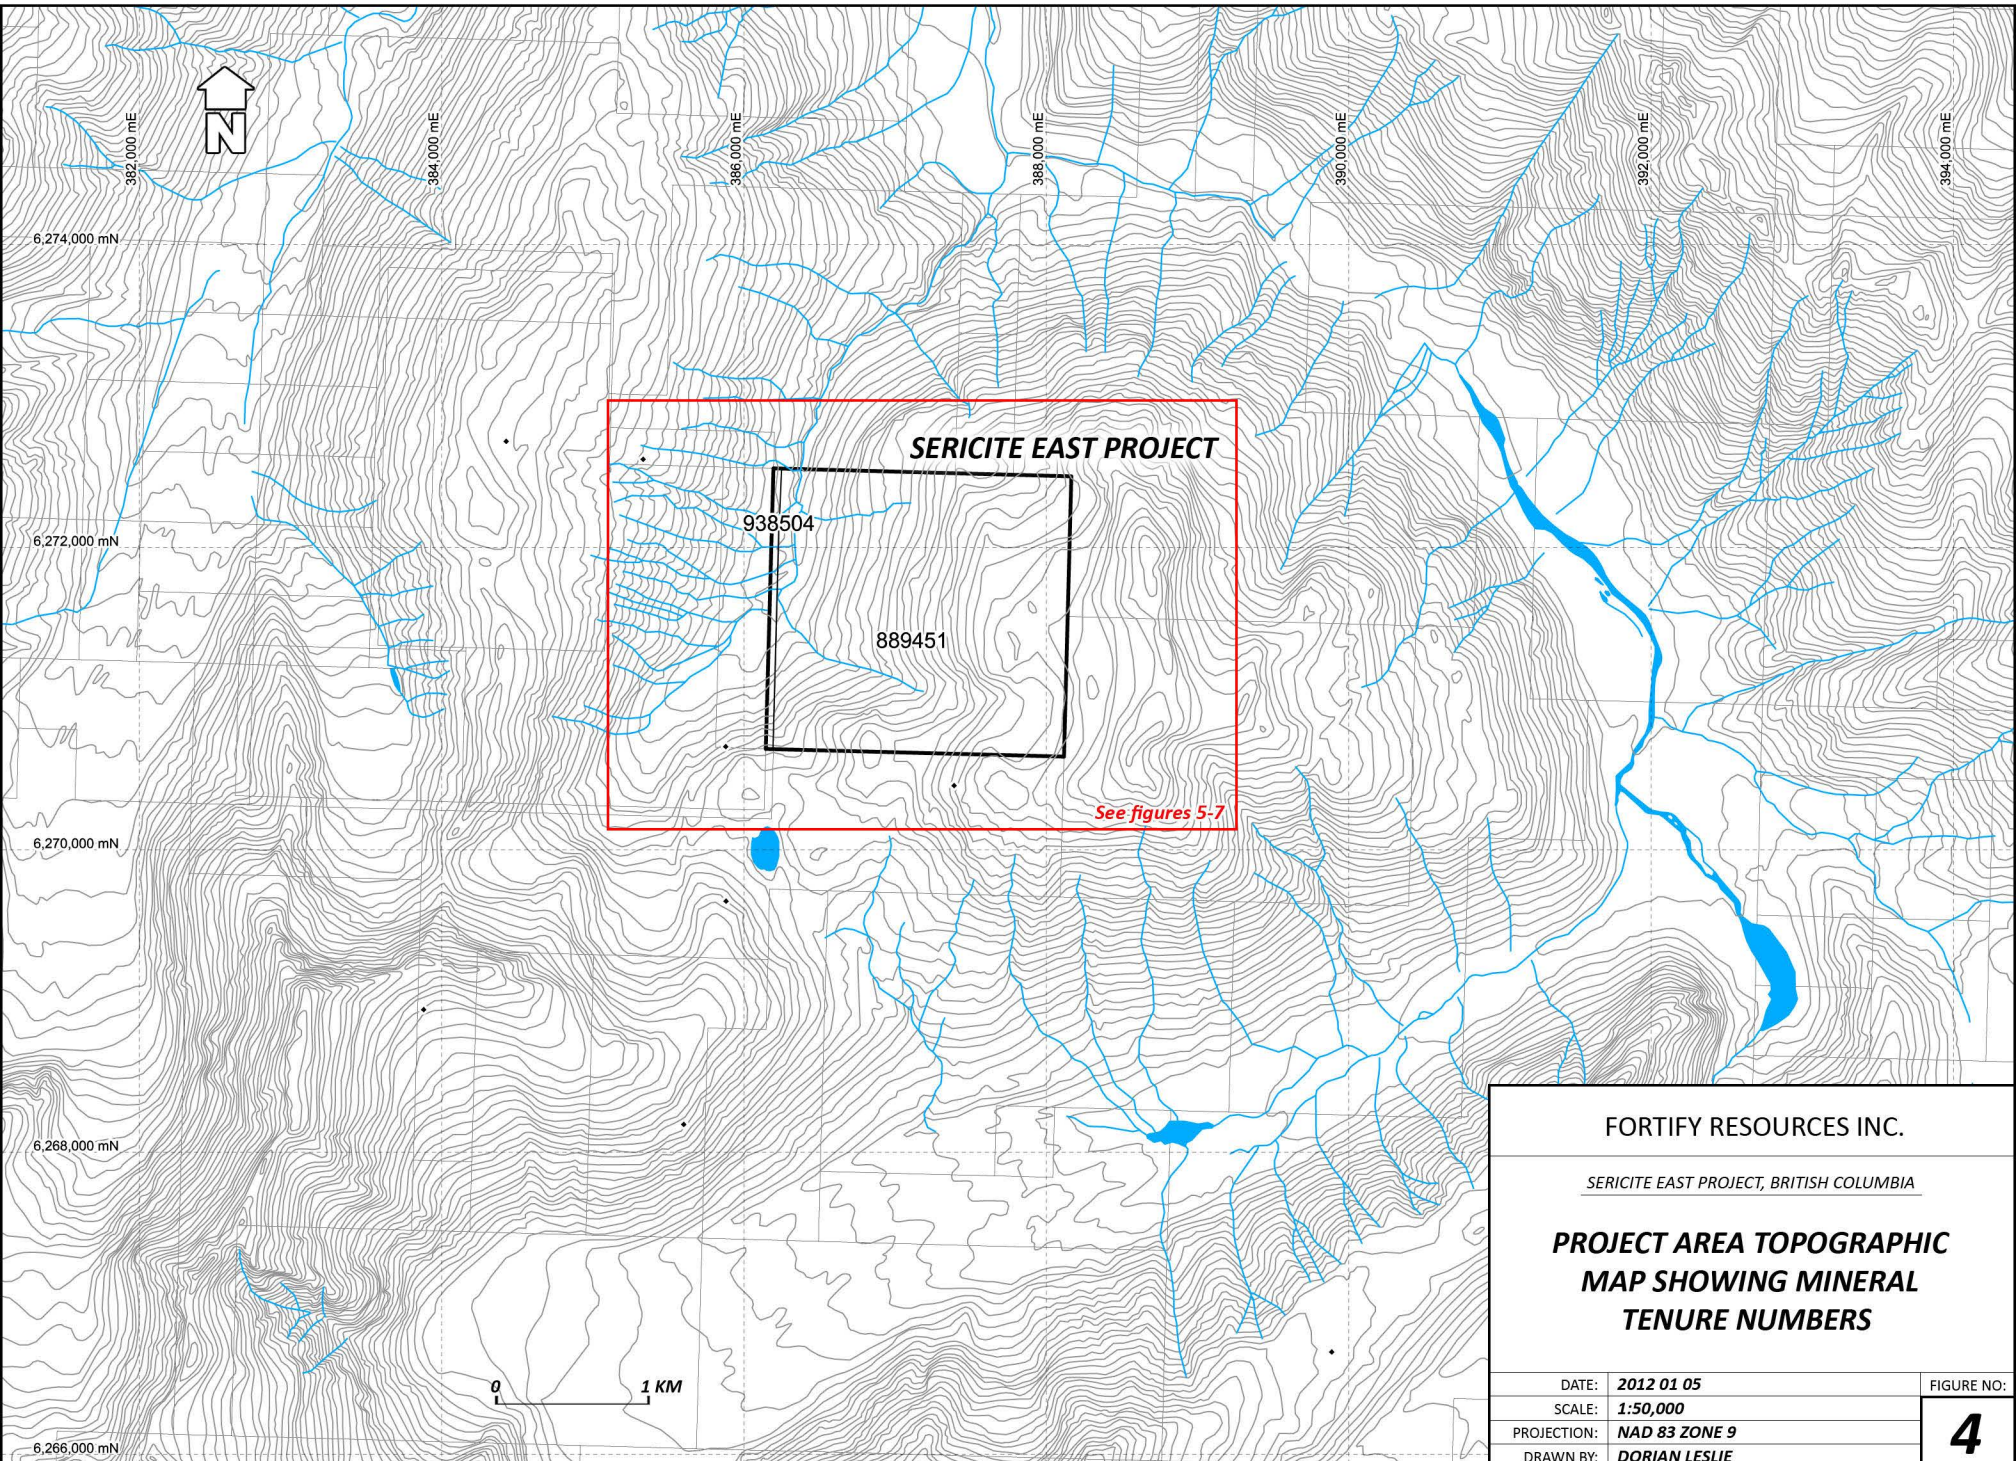 N
382,000 mE
384,000 mE
386,000 mE
388,000 mE
390,000 mE
392,000 mE
394,000 mE
6,274,000 mN
SERICITE EAST PROJECT
938504
6,272,000 mN
889451
See figures 5-7
6,270,000 mN
6,268,000 mN
FORTIFY RESOURCES INC.
SERICITE EAST PROJECT, BRITISH COLUMBIA
PROJECT AREA TOPOGRAPHIC
MAP SHOWING MINERAL
TENURE NUMBERS
0 1 KM
DATE: 2012 01 05 FIGURE NO:
SCALE: 1:50,000
PROJECTION: NAD 83 ZONE 9
4
6,266,000 mN
DRAWN BY: DORIAN LESLIE